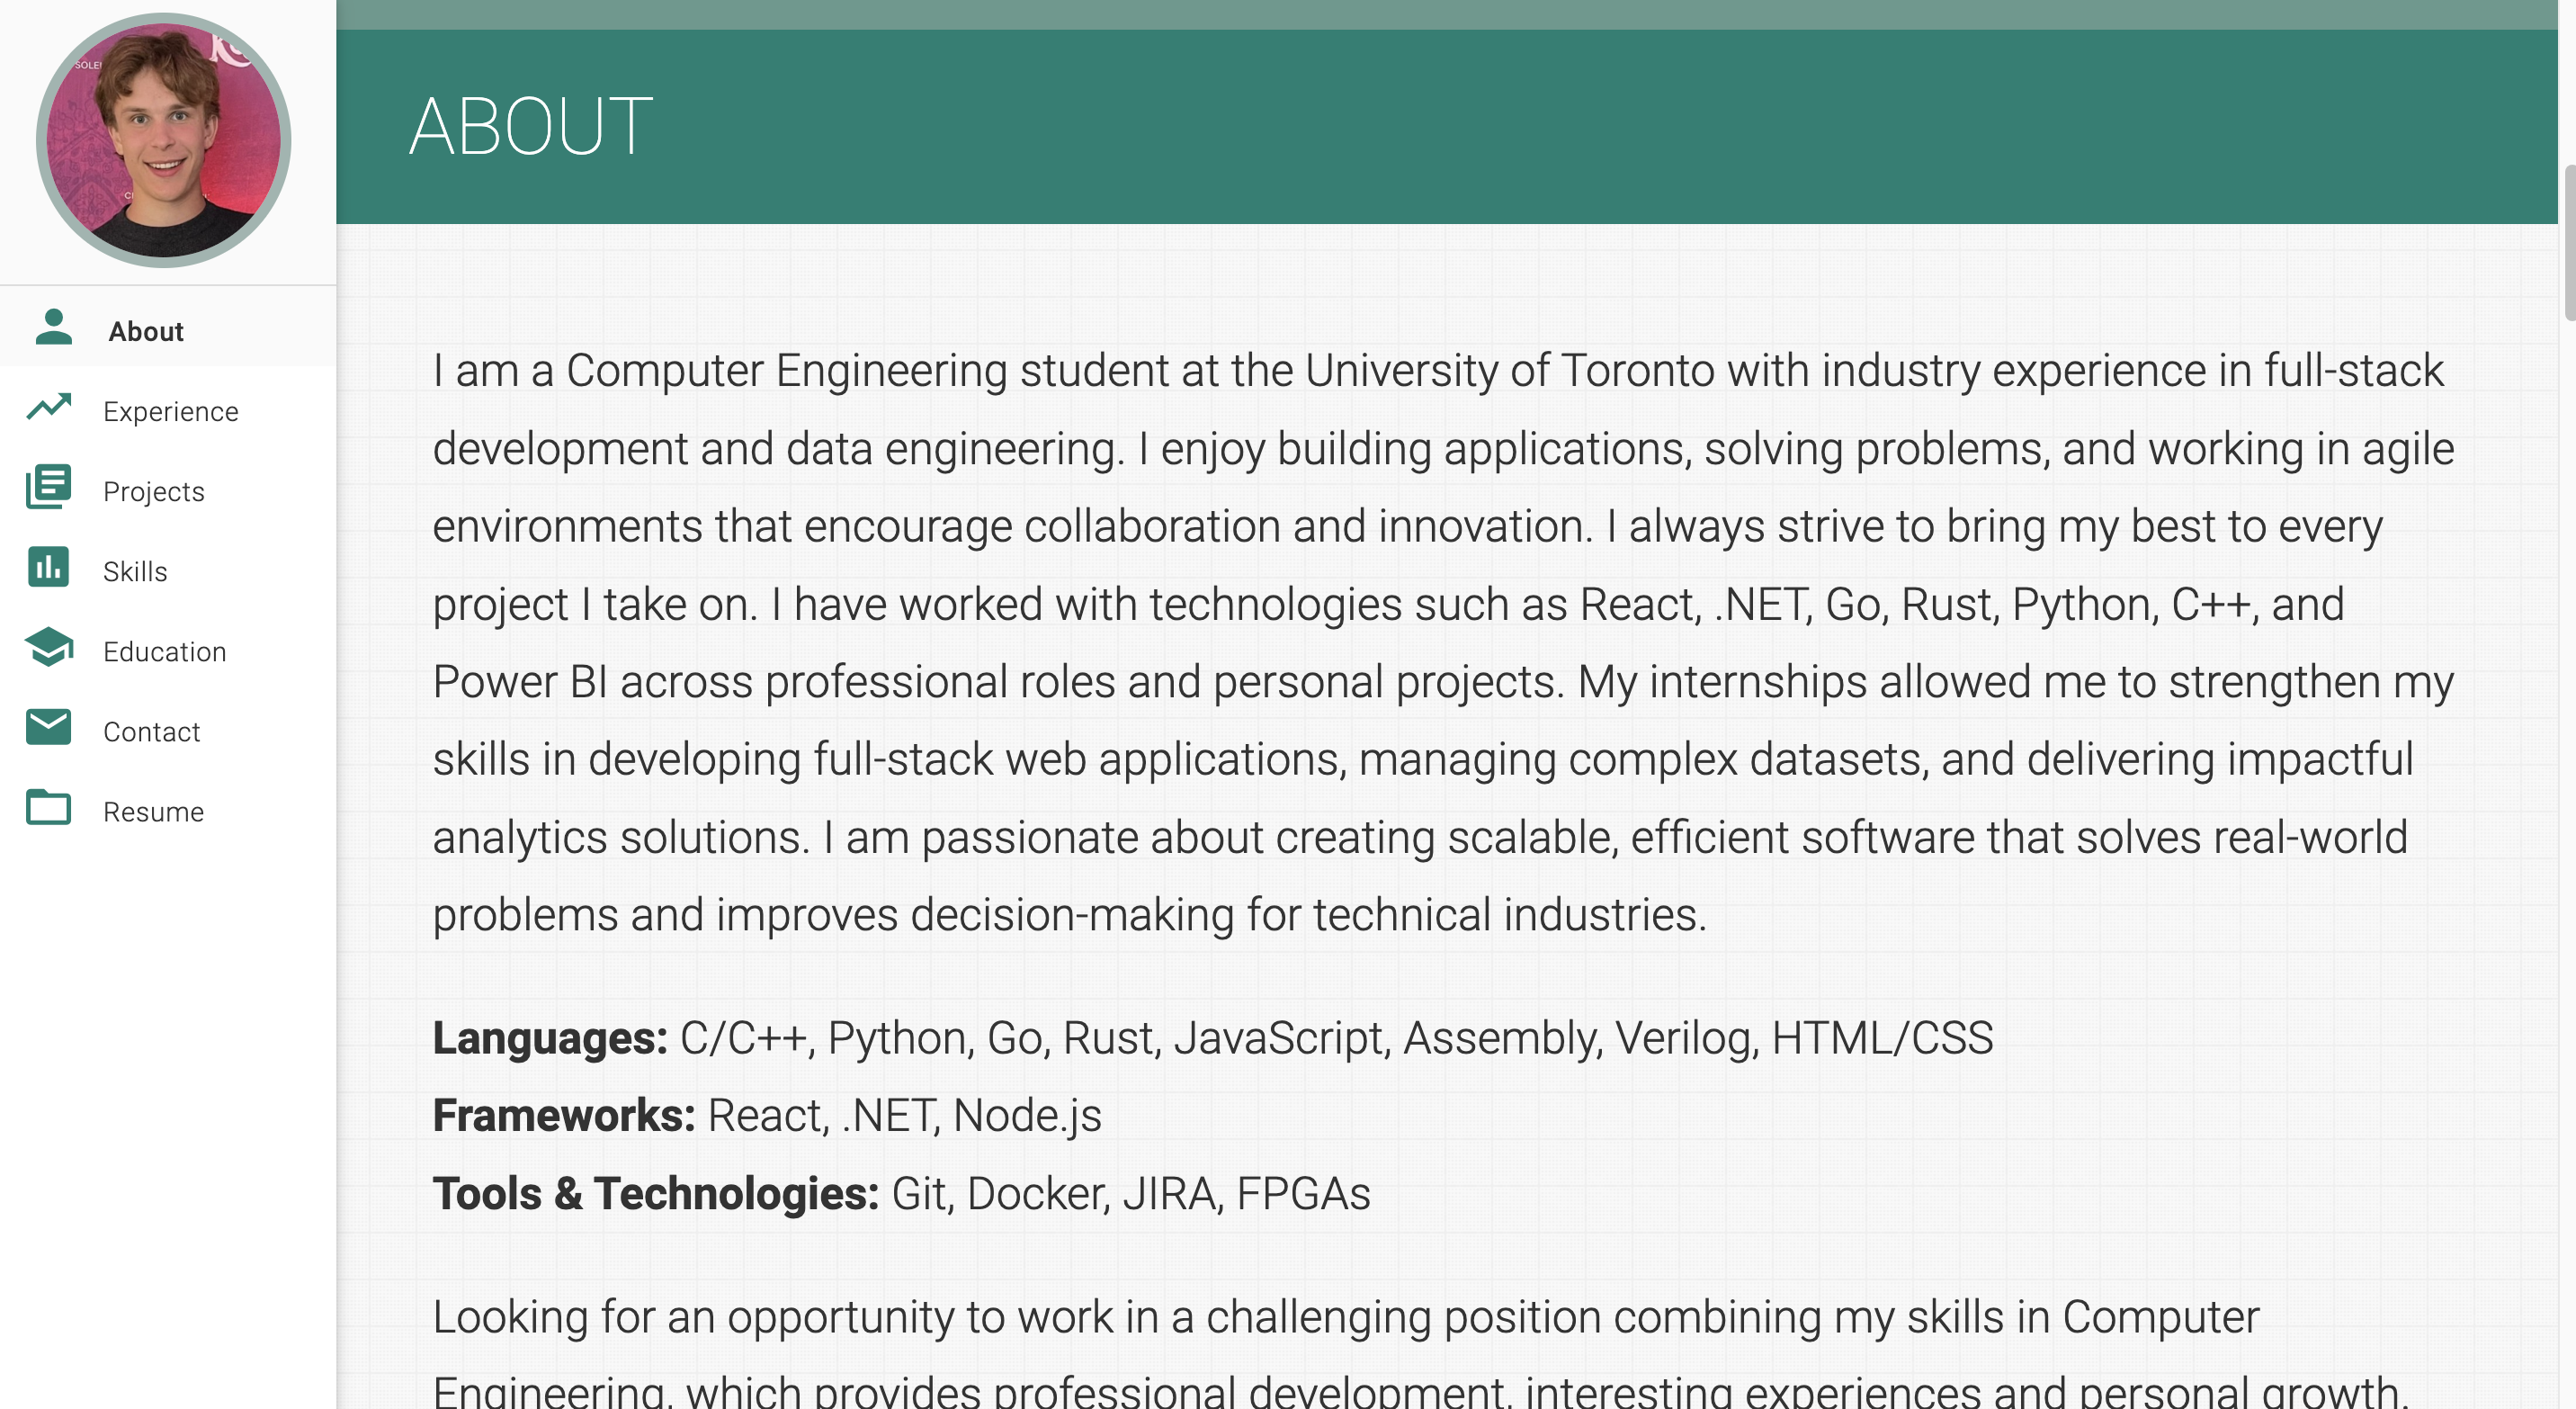 About
Experience
Projects
Skills
Education
Contact
Resume
ABOUT
I am a Computer Engineering student at the University of Toronto with industry experience in full-stack
development and data engineering. I enjoy building applications, solving problems, and working in agile
environments that encourage collaboration and innovation. I always strive to bring my best to every
project I take on. I have worked with technologies such as React, .NET, Go, Rust, Python, C++, and
Power BI across professional roles and personal projects. My internships allowed me to strengthen my
skills in developing full-stack web applications, managing complex datasets, and delivering impactful
analytics solutions. I am passionate about creating scalable, efficient software that solves real-world
problems and improves decision-making for technical industries.
Languages: C/C++, Python, Go, Rust, JavaScript, Assembly, Verilog, HTML/CSS
Frameworks: React, .NET, Node.js
Tools & Technologies: Git, Docker, JIRA, FPGAs
Looking for an opportunity to work in a challenging position combining my skills in Computer
Engineering, which provides professional development, interesting experiences and personal growth.